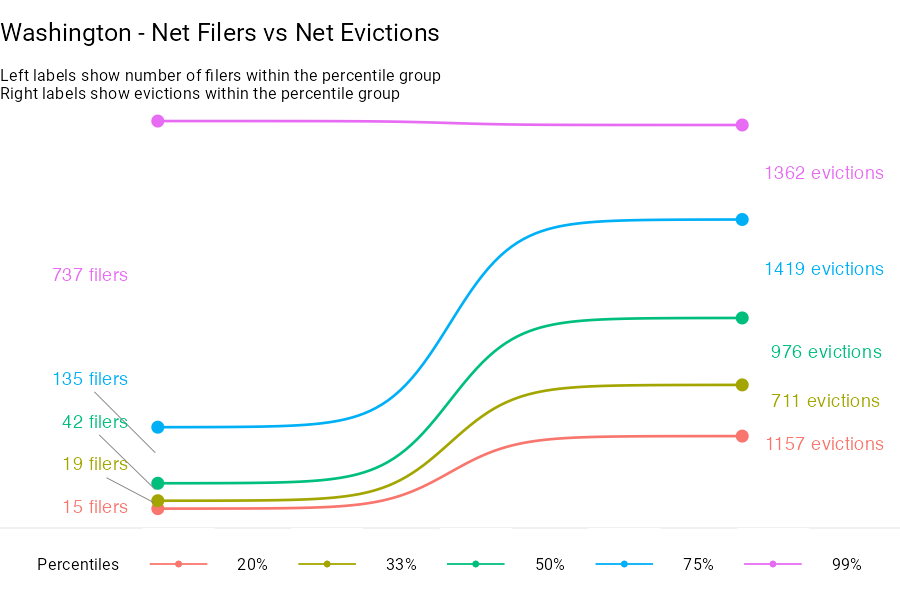 Washington - Net Filers vs Net Evictions
Left labels show number of filers within the percentile group
Right labels show evictions within the percentile group
1362 evictions
1419 evictions
976 evictions
711 evictions
1157 evictions
737 filers
135 filers
42 filers
19 filers
15 filers
Percentiles 20% 33% 50% 75% 99%